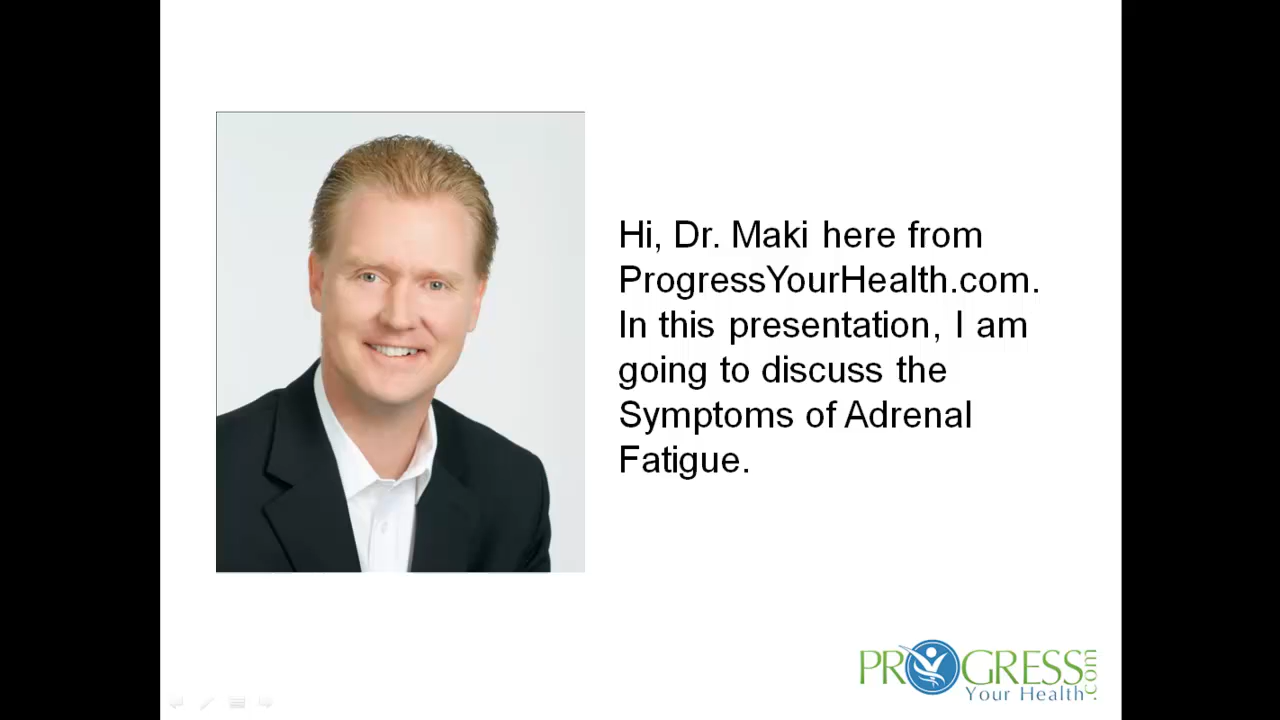 Hi, Dr. Maki here from
ProgressYourHealth.com.
In this presentation, I am
going to discuss the
Symptoms of Adrenal
Fatigue.
PROGRESS.com
Your Health